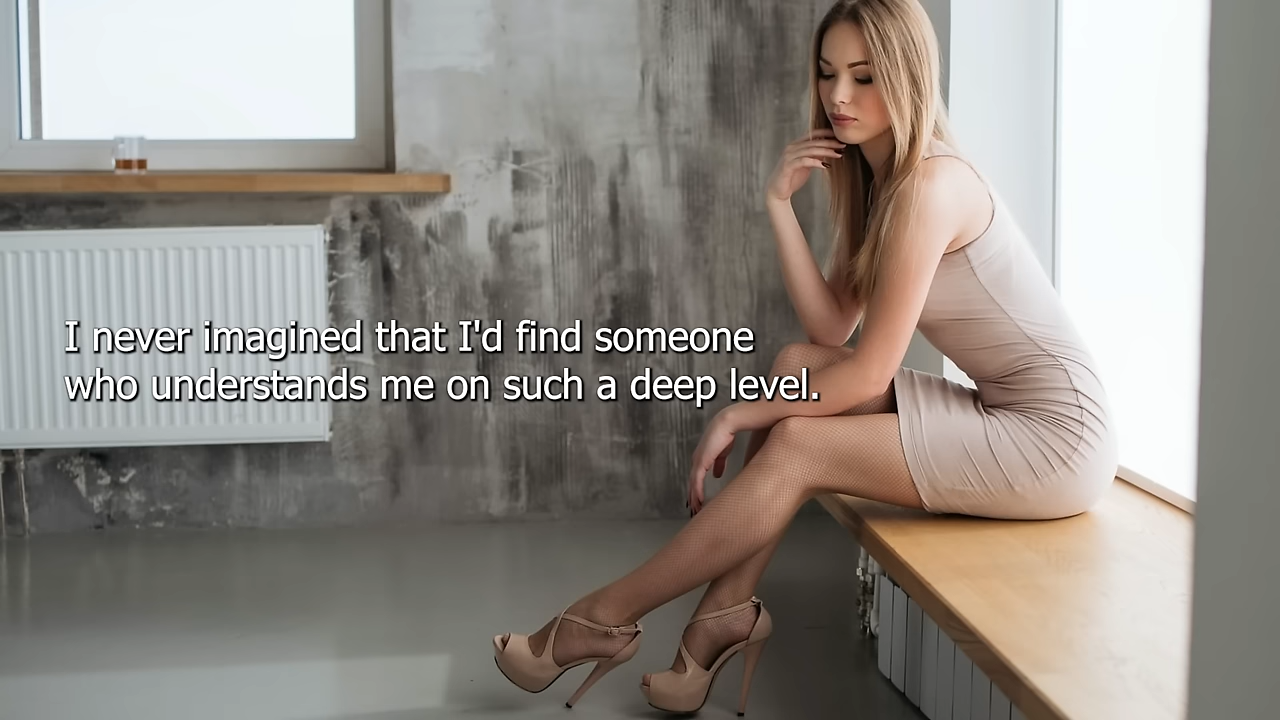 I never imagined that I'd find someone
who understands me on such a deep level.